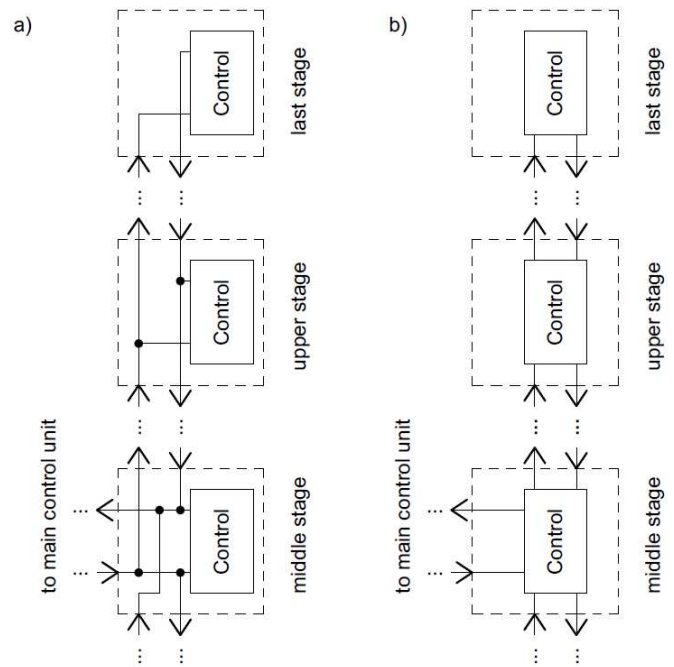 a)
Control
last stage
...
...
Control
upper stage
...
...
to main control unit
...
...
Control
middle stage
...
...
b)
Control
last stage
...
...
Control
upper stage
...
...
to main control unit
...
...
Control
middle stage
...
...